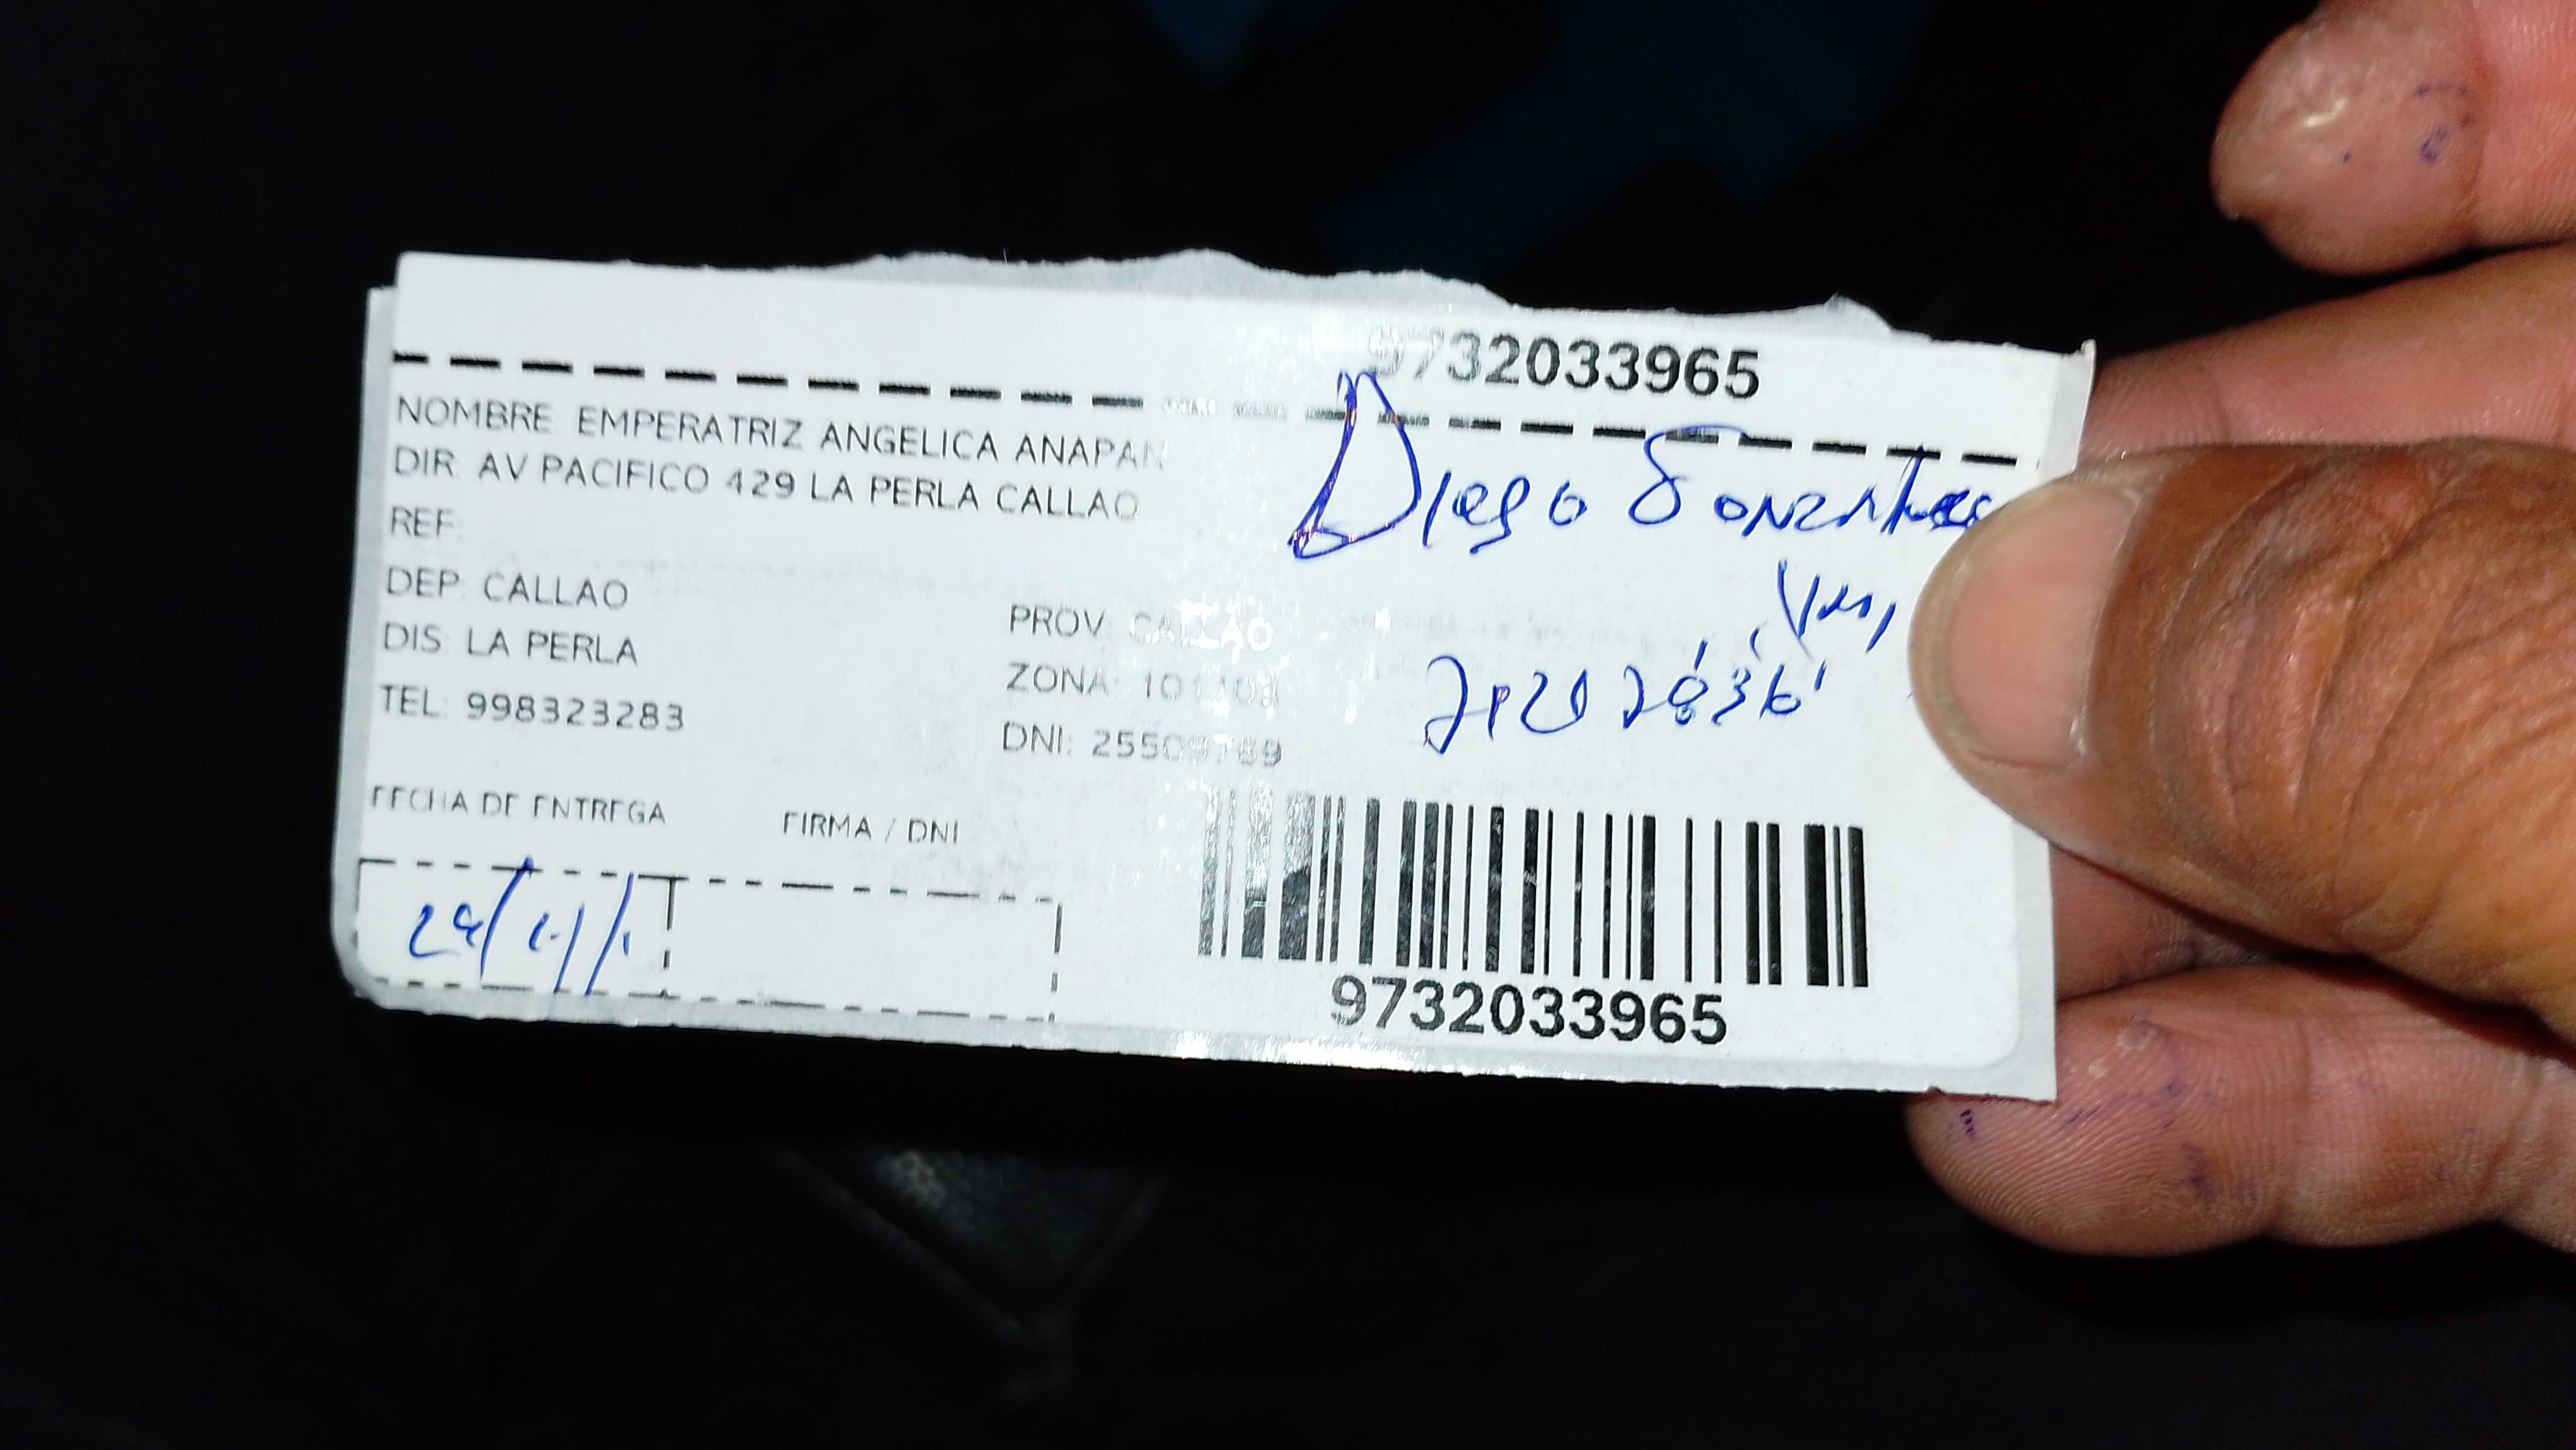 9732033965
NOMBRE EMPERATRIZ ANGELICA ANAPAN
DIR. AV PACIFICO 429 LA PERLA CALLAO
REF:
DEP: CALLAO
PROV: CALLAO
DIS: LA PERLA
ZONA:
TEL: 998323283
DNI:
Diego
FECHA DE ENTREGA
FIRMA / DNI
9732033965